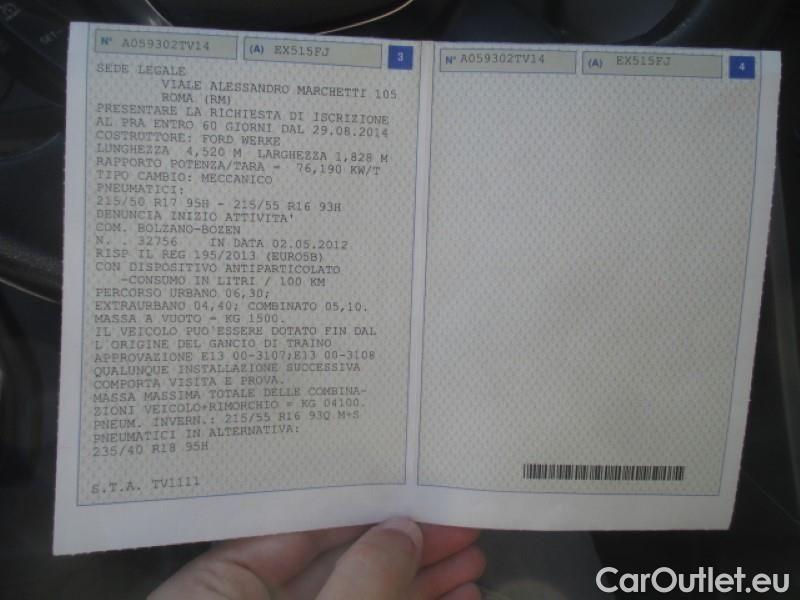 N° A059302TV14 (A) EX515FJ 3
SEDE LEGALE
VIALE ALESSANDRO MARCHETTI 105
ROMA (RM)
PRESENTARE LA RICHIESTA DI ISCRIZIONE
AL PRA ENTRO 60 GIORNI DAL 29.08.2014
COSTRUTTORE: FORD WERKE
LUNGHEZZA 4,520 M LARGHEZZA 1,828 M
RAPPORTO POTENZA/TARA = 76,190 KW/T
TIPO CAMBIO: MECCANICO
PNEUMATICI:
215/50 R17 95H - 215/55 R16 93H
DENUNCIA INIZIO ATTIVITA'
COM. BOLZANO-BOZEN
N. . 32756 IN DATA 02.05.2012
RISP IL REG 195/2013 (EURO5B)
CON DISPOSITIVO ANTIPARTICOLATO
-CONSUMO IN LITRI / 100 KM
PERCORSO URBANO 06,30;
EXTRAURBANO 04,40; COMBINATO 05,10.
MASSA A VUOTO = KG 1500.
IL VEICOLO PUO'ESSERE DOTATO FIN DAL
L'ORIGINE DEL GANCIO DI TRAINO
APPROVAZIONE E13 00-3107;E13 00-3108
QUALUNQUE INSTALLAZIONE SUCCESSIVA
COMPORTA VISITA E PROVA.
MASSA MASSIMA TOTALE DELLE COMBINA-
ZIONI VEICOLO+RIMORCHIO = KG 04100.
PNEUM. INVERN.: 215/55 R16 93Q M+S
PNEUMATICI IN ALTERNATIVA:
235/40 R18 95H
S.T.A. TV1111
N° A059302TV14 (A) EX515FJ 4
CarOutlet.eu